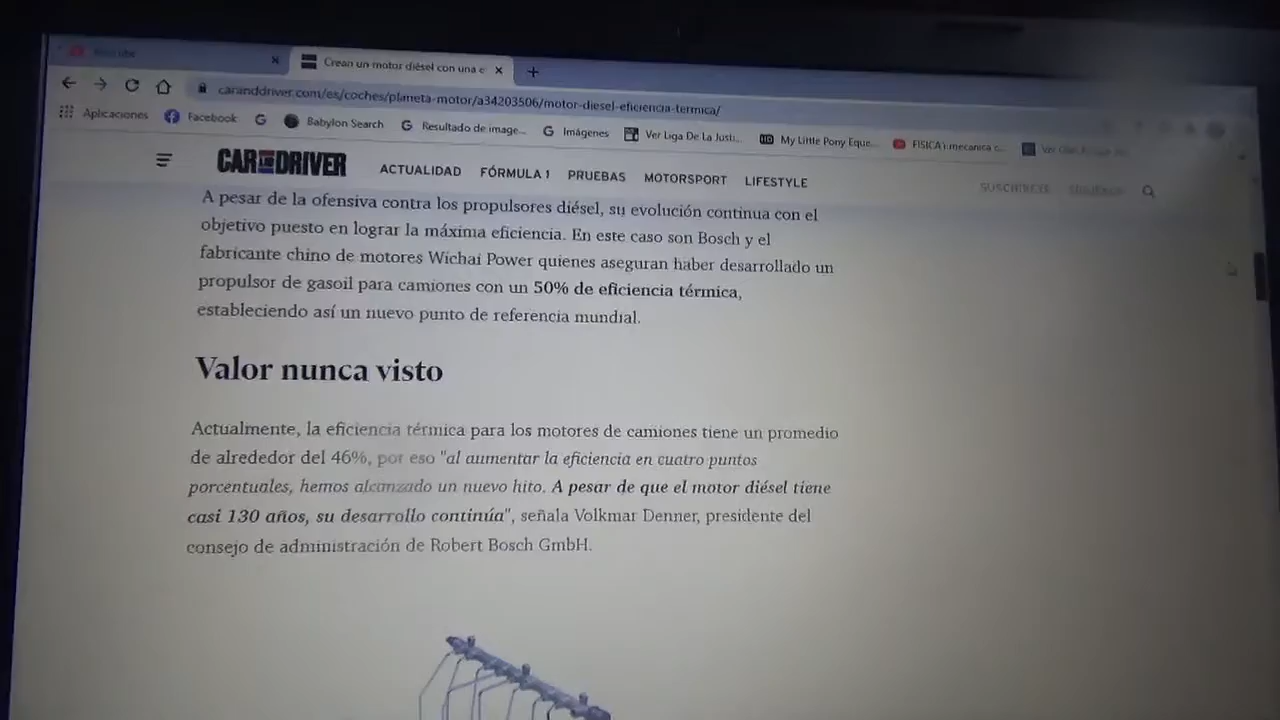 Crean un motor diésel con una e
caranddriver.com/es/coches/planeta-motor/a34203506/motor-diesel-eficiencia-termica/
Aplicaciones Facebook Babylon Search Resultado de image... Imágenes Ver Liga De La Justi... My Little Pony Eque... FISICA) mecanica c...
CAR AND DRIVER ACTUALIDAD FÓRMULA 1 PRUEBAS MOTORSPORT LIFESTYLE SUSCRIBIRTE
A pesar de la ofensiva contra los propulsores diésel, su evolución continua con el
objetivo puesto en lograr la máxima eficiencia. En este caso son Bosch y el
fabricante chino de motores Wichai Power quienes aseguran haber desarrollado un
propulsor de gasoil para camiones con un 50% de eficiencia térmica,
estableciendo así un nuevo punto de referencia mundial.
Valor nunca visto
Actualmente, la eficiencia térmica para los motores de camiones tiene un promedio
de alrededor del 46%, por eso "al aumentar la eficiencia en cuatro puntos
porcentuales, hemos alcanzado un nuevo hito. A pesar de que el motor diésel tiene
casi 130 años, su desarrollo continúa", señala Volkmar Denner, presidente del
consejo de administración de Robert Bosch GmbH.